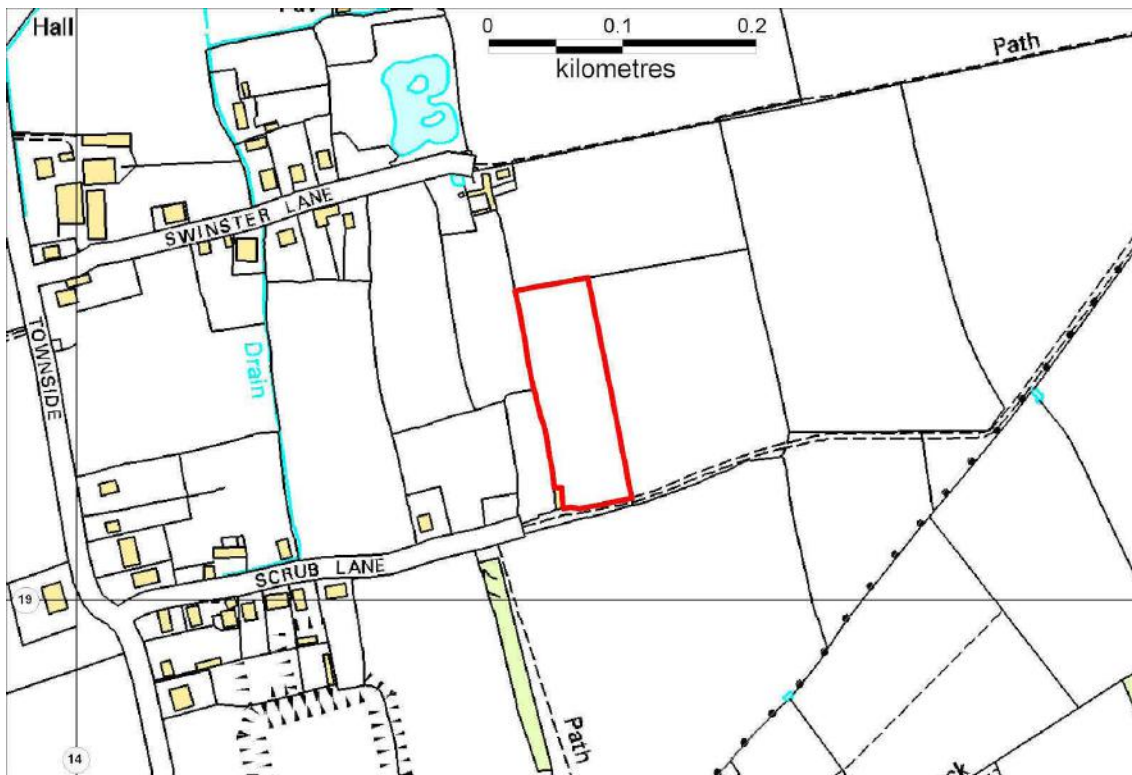 Hall
0 0.1 0.2
kilometres
Path
SWINSTER LANE
TOWNSIDE
Drain
SCRUB LANE
19
Path
14